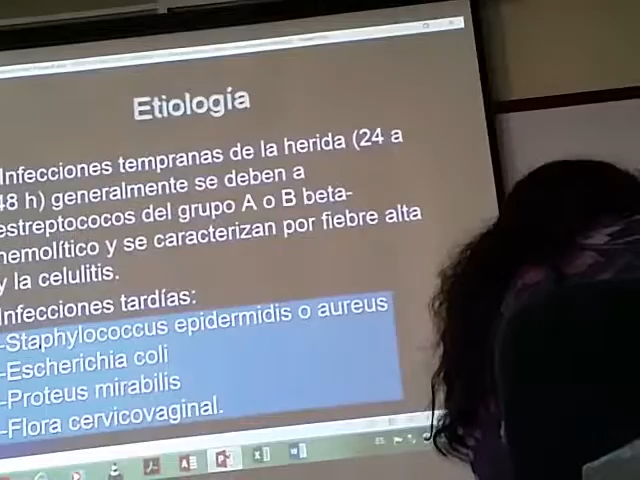 Etiología
Infecciones tempranas de la herida (24 a
48 h) generalmente se deben a
estreptococos del grupo A o B beta-
hemolítico y se caracterizan por fiebre alta
y la celulitis.
Infecciones tardías:
-Staphylococcus epidermidis o aureus
-Escherichia coli
-Proteus mirabilis
-Flora cervicovaginal.